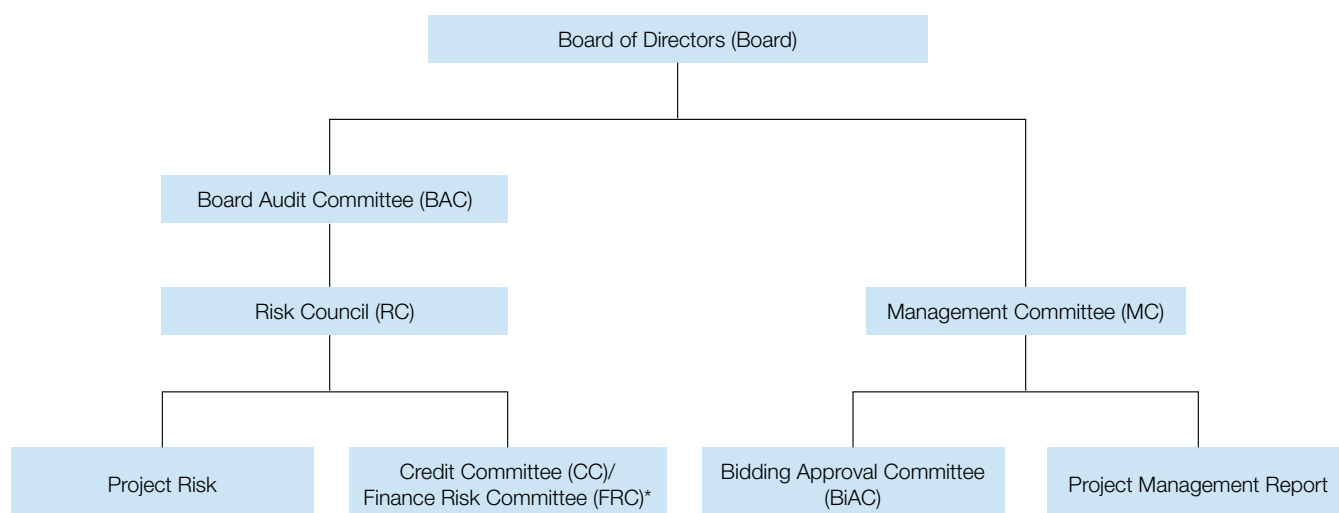 Board of Directors (Board)
Board Audit Committee (BAC)
Risk Council (RC)
Management Committee (MC)
Project Risk
Credit Committee (CC)/
Finance Risk Committee (FRC)*
Bidding Approval Committee
(BiAC)
Project Management Report